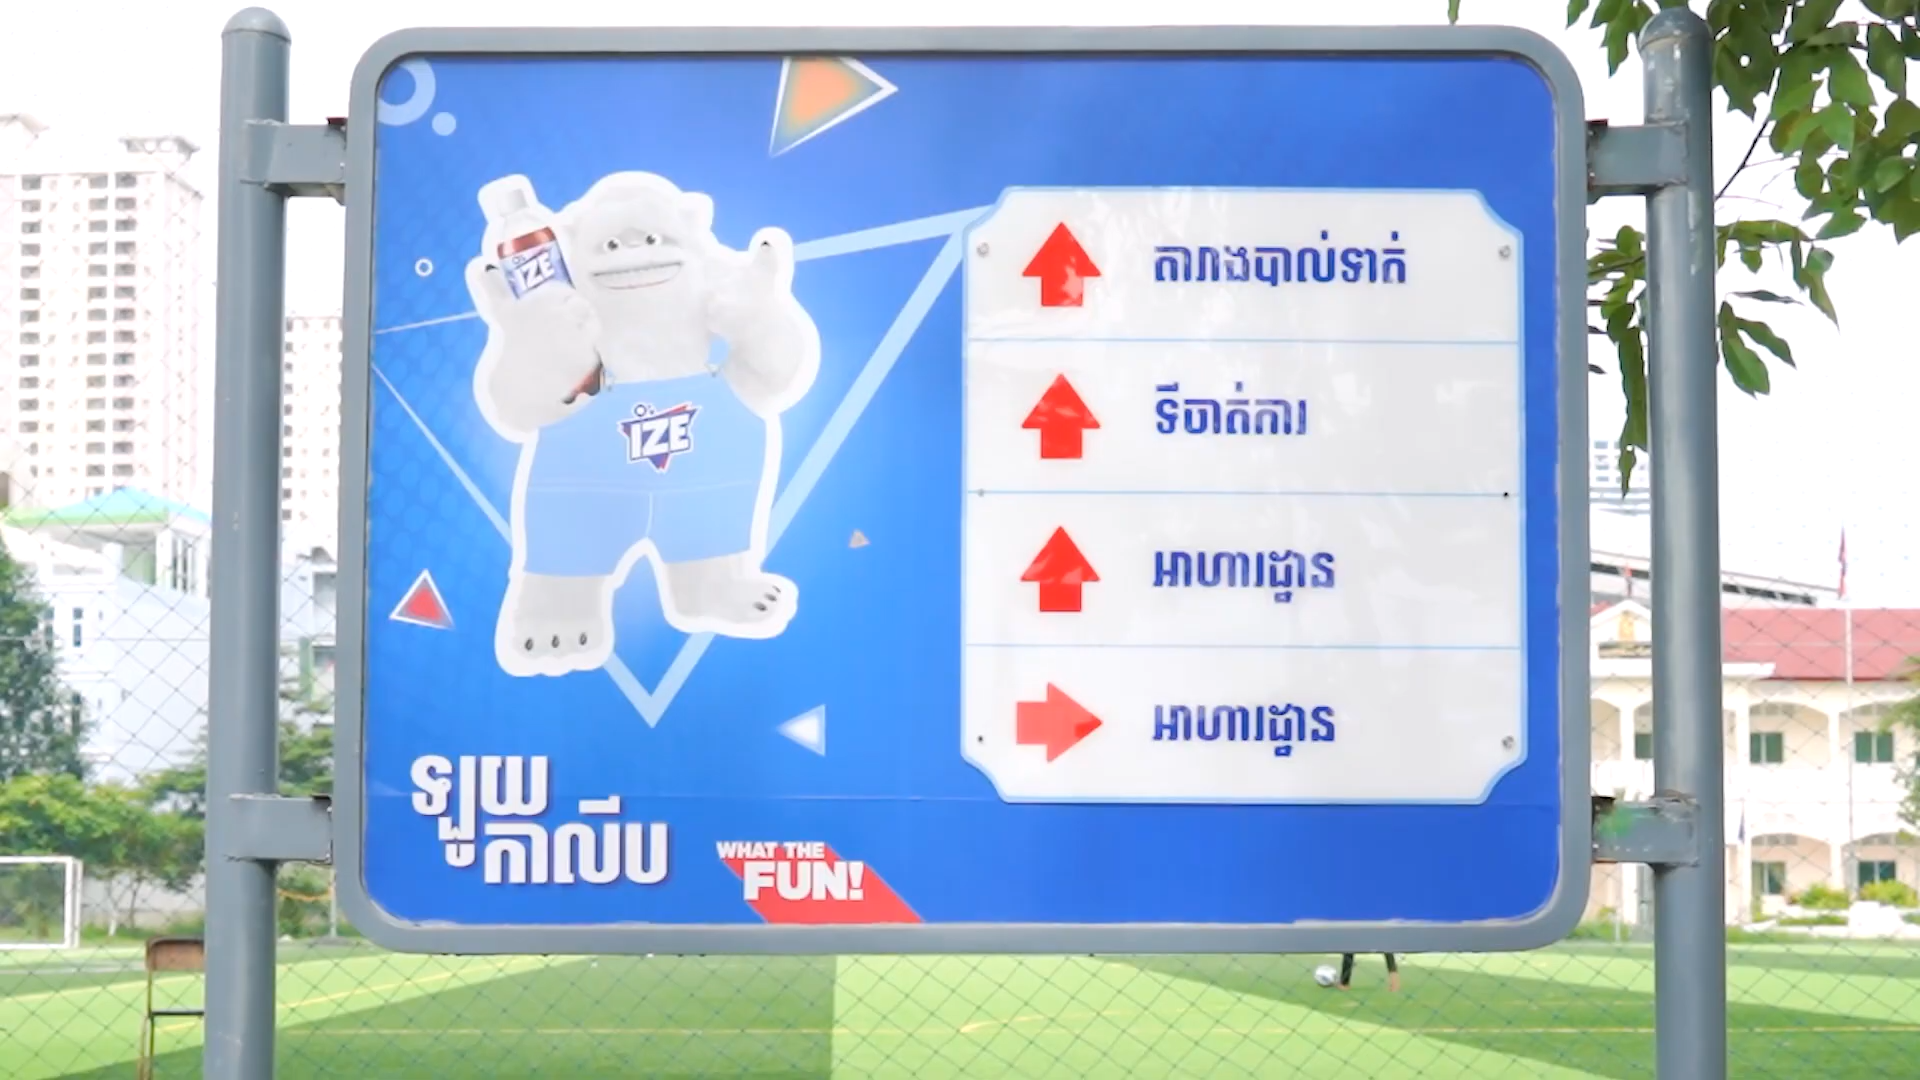 IZE
IZE
តារាងបាល់ទាត់
ទីចាត់ការ
អាហារដ្ឋាន
អាហារដ្ឋាន
ឡូយ
កាលីប
WHAT THE
FUN!